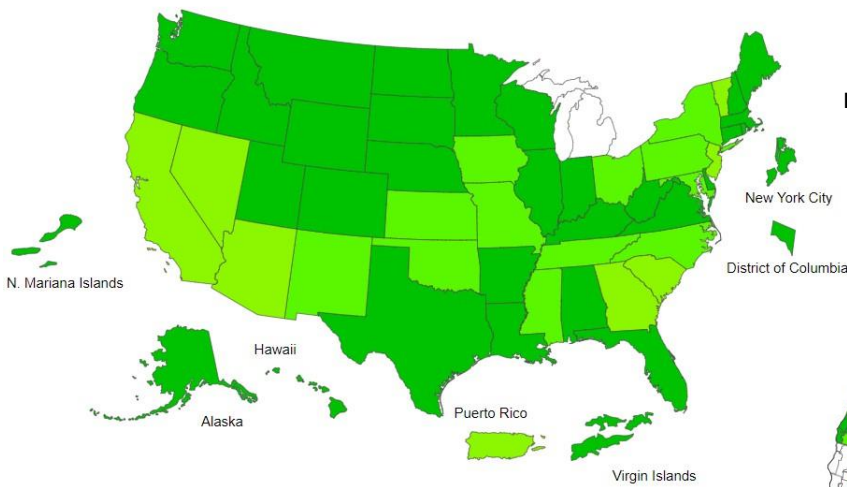 New York City
District of Columbia
N. Mariana Islands
Hawaii
Alaska
Puerto Rico
Virgin Islands